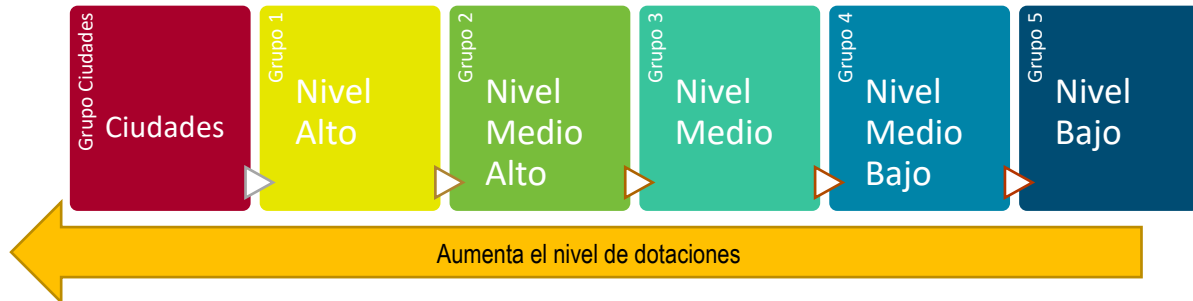 Grupo Ciudades
Ciudades
Grupo 1
Nivel
Alto
Grupo 2
Nivel
Medio
Alto
Grupo 3
Nivel
Medio
Grupo 4
Nivel
Medio
Bajo
Grupo 5
Nivel
Bajo
Aumenta el nivel de dotaciones